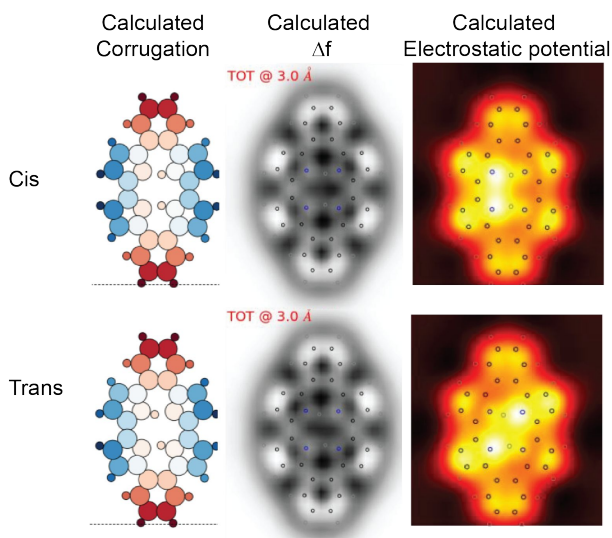 Calculated Corrugation
Calculated Δf
Calculated Electrostatic potential
TOT @ 3.0 Å
Cis
TOT @ 3.0 Å
Trans